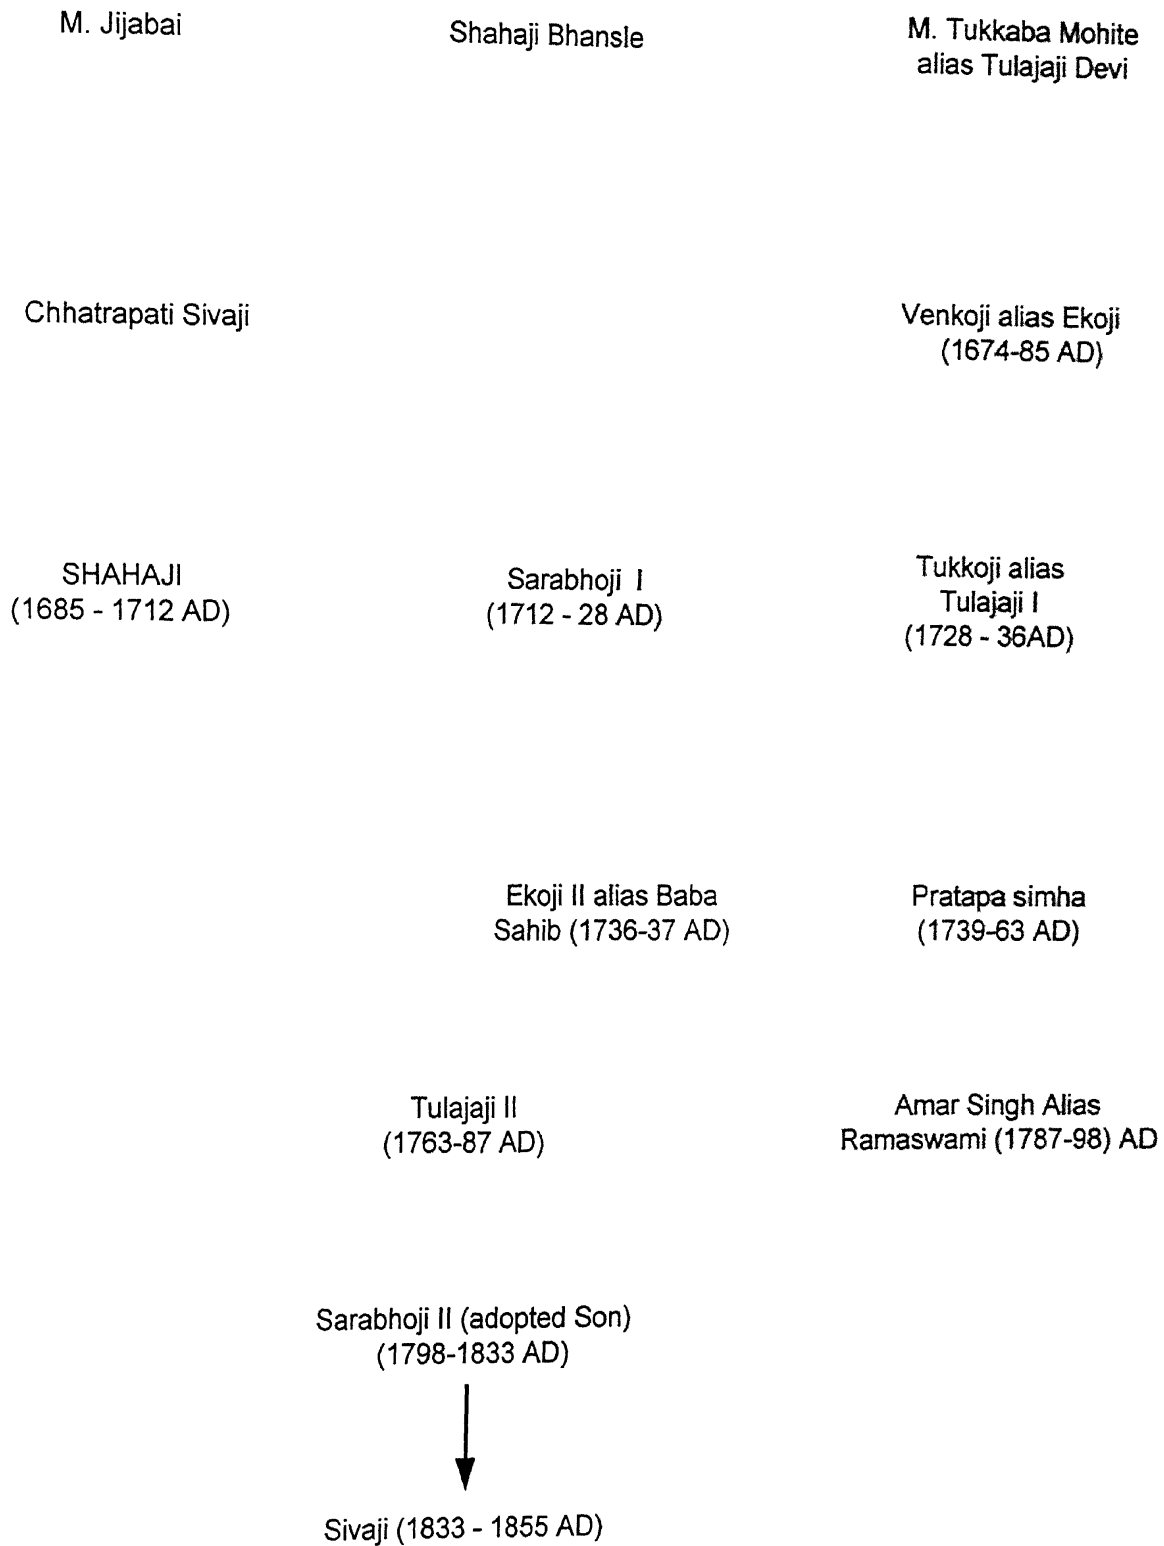 M. Jijabai
Shahaji Bhansle
M. Tukkaba Mohite
alias Tulajaji Devi
Chhatrapati Sivaji
Venkoji alias Ekoji
(1674-85 AD)
SHAHAJI
(1685 - 1712 AD)
Sarabhoji I
(1712 - 28 AD)
Tukkoji alias
Tulajaji I
(1728 - 36AD)
Ekoji II alias Baba
Sahib (1736-37 AD)
Pratapa simha
(1739-63 AD)
Tulajaji II
(1763-87 AD)
Amar Singh Alias
Ramaswami (1787-98) AD
Sarabhoji II (adopted Son)
(1798-1833 AD)
Sivaji (1833 - 1855 AD)